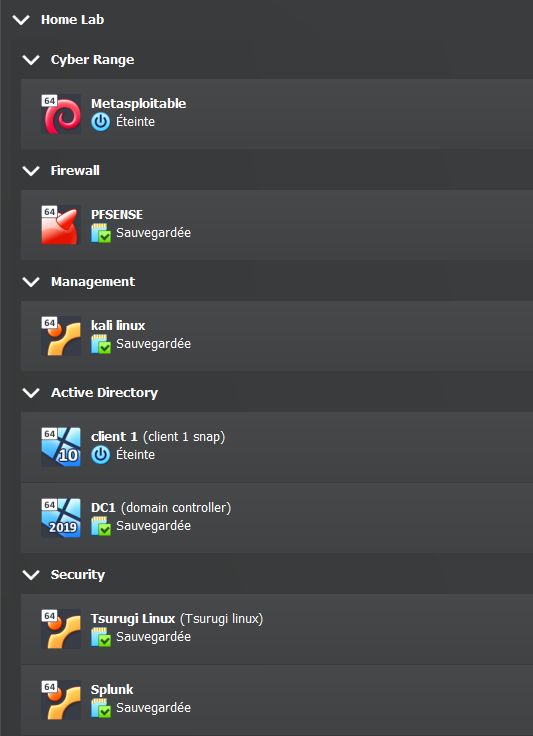 Home Lab
Cyber Range
64
Metasploitable
Éteinte
Firewall
64
PFSENSE
Sauvegardée
Management
64
kali linux
Sauvegardée
Active Directory
64
10
client 1 (client 1 snap)
Éteinte
64
2019
DC1 (domain controller)
Sauvegardée
Security
64
Tsurugi Linux (Tsurugi linux)
Sauvegardée
64
Splunk
Sauvegardée